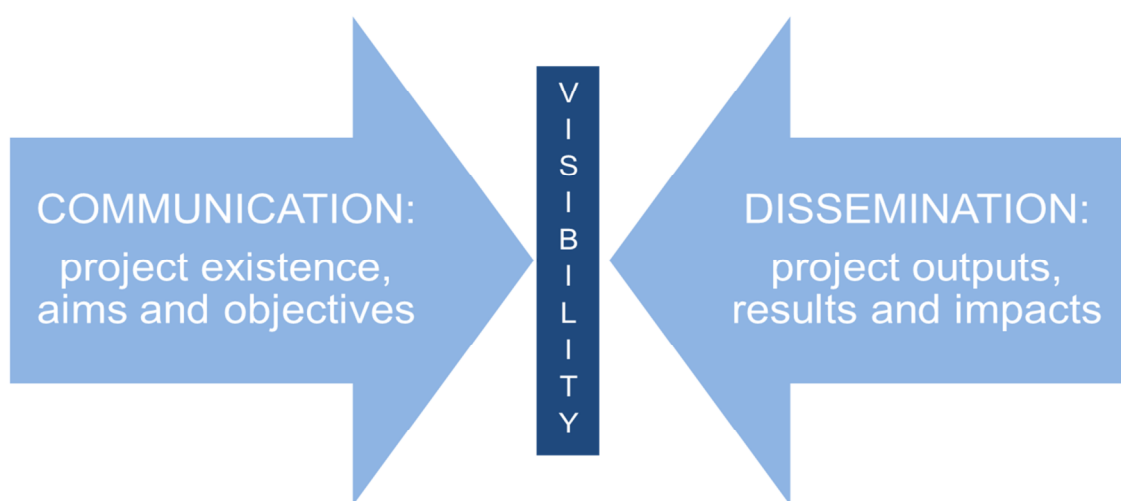 COMMUNICATION:
project existence,
aims and objectives
V
I
S
I
B
I
L
I
T
Y
DISSEMINATION:
project outputs,
results and impacts